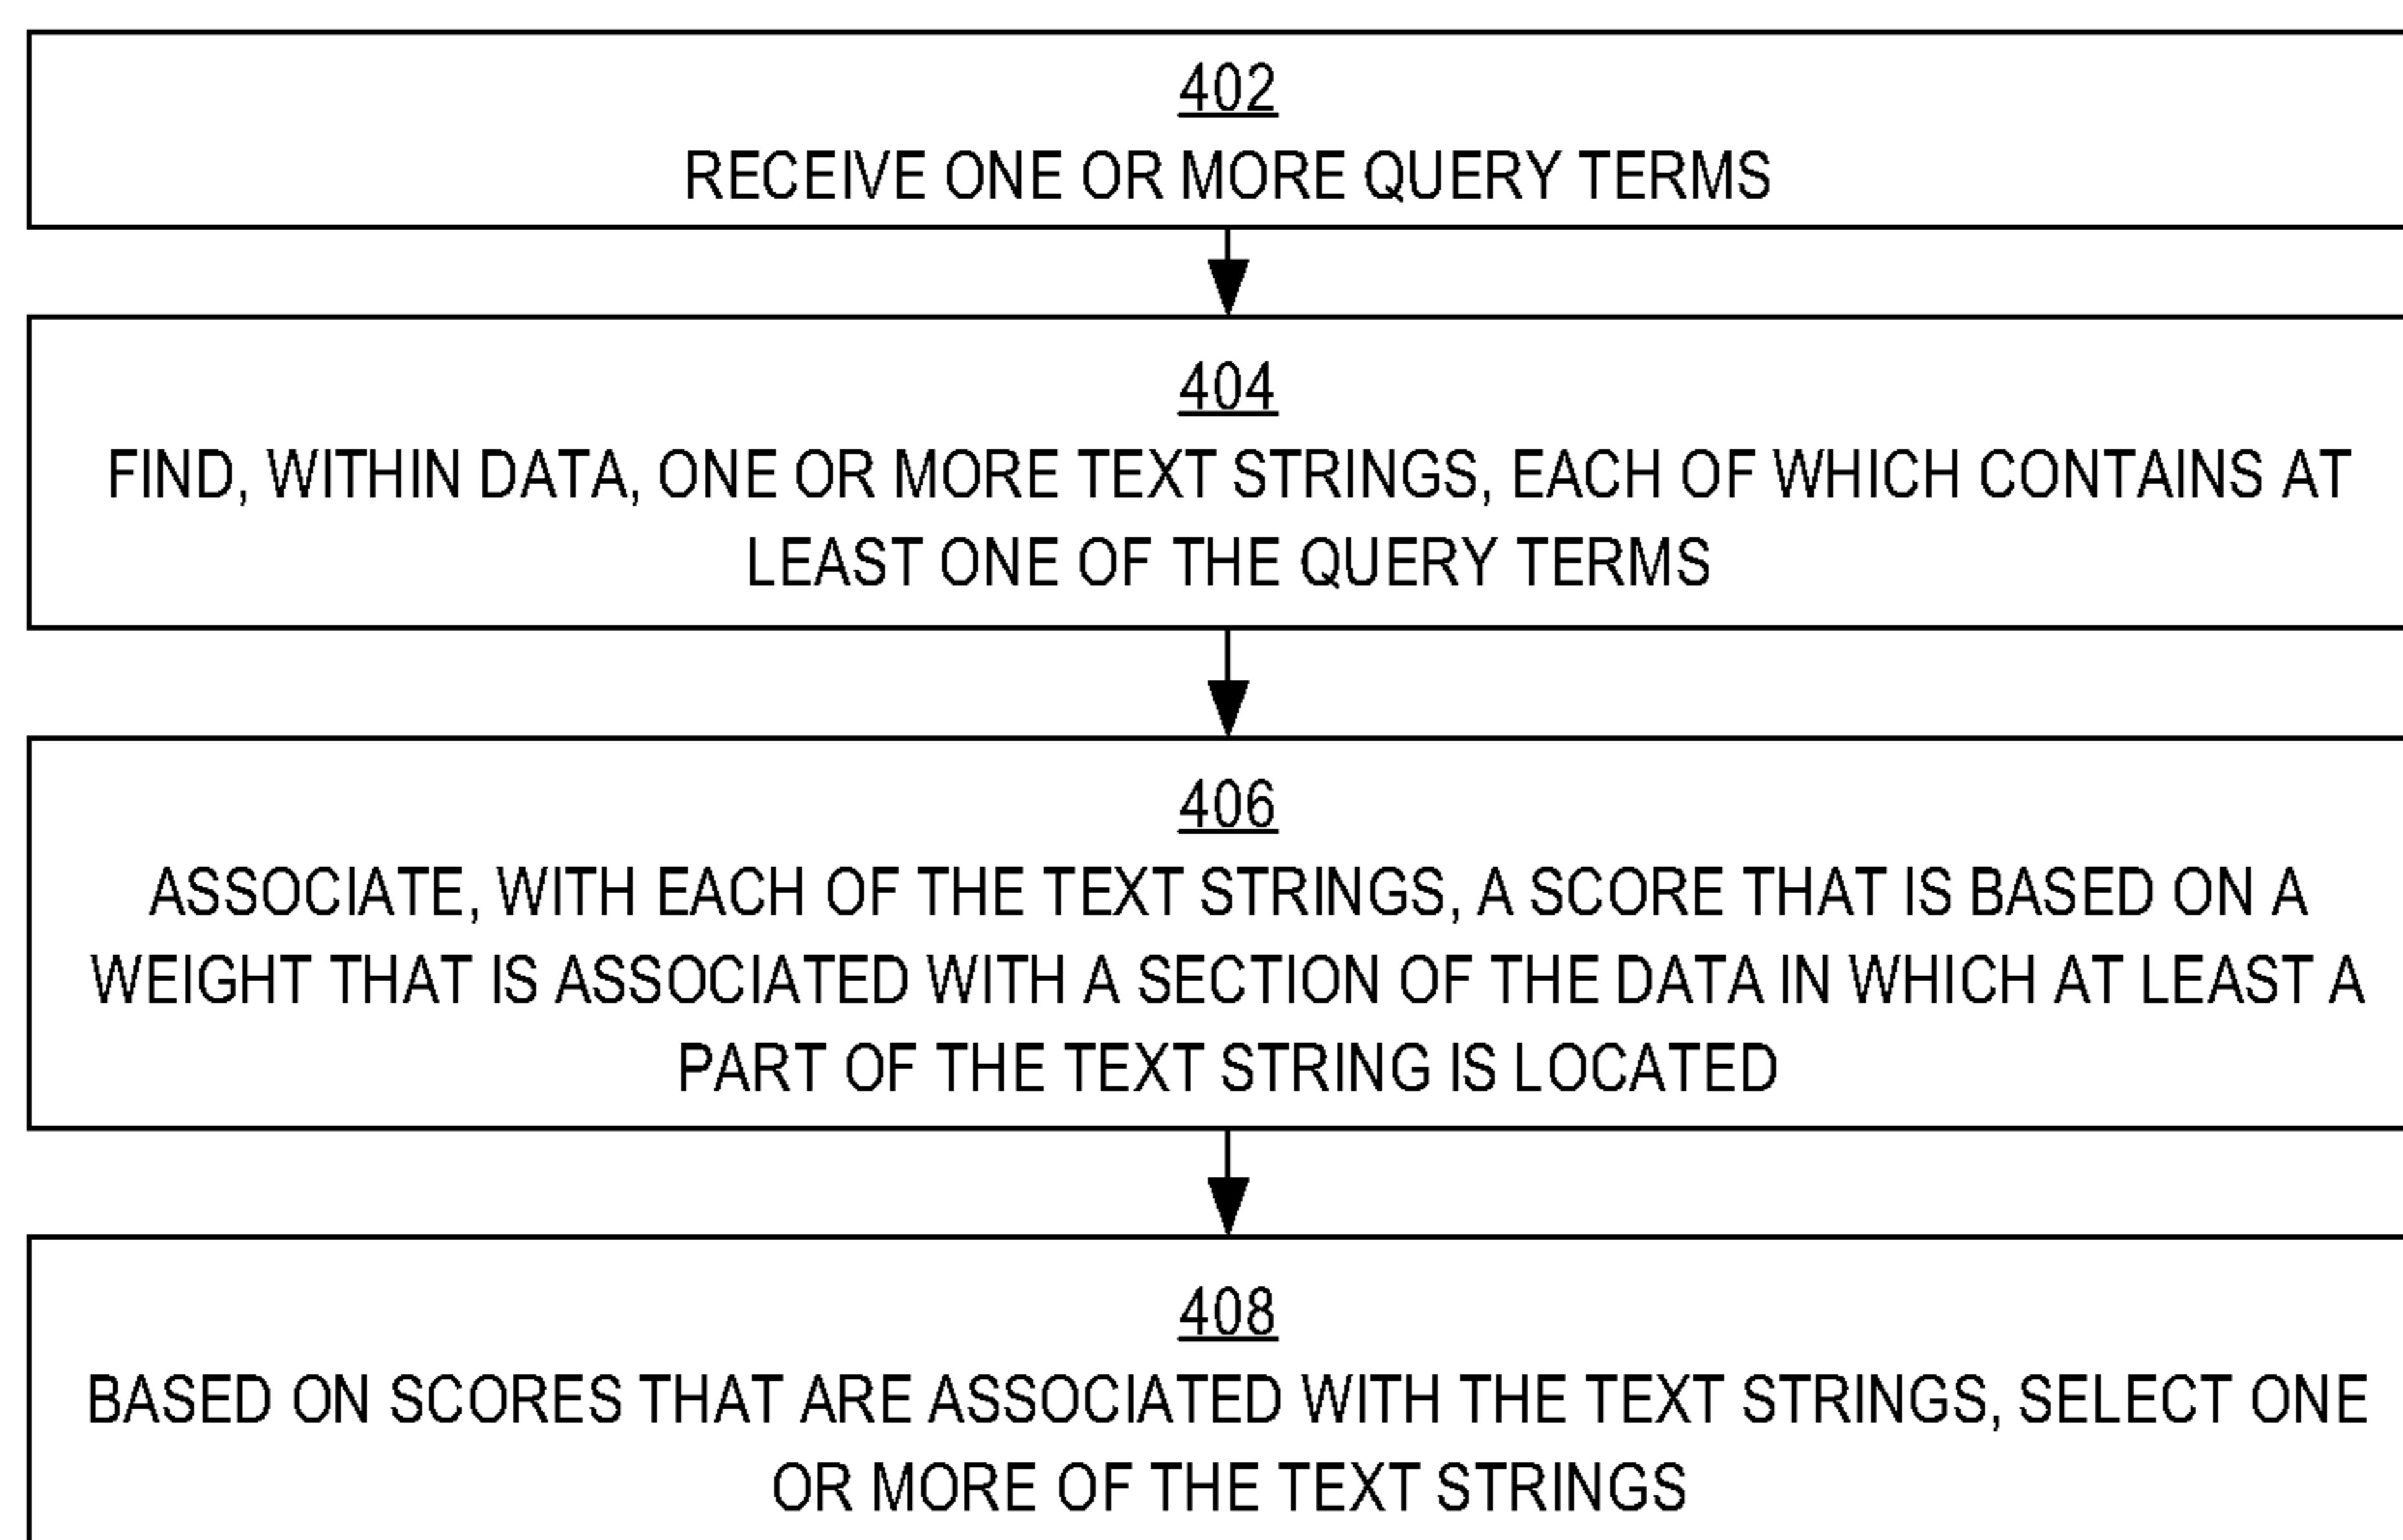 402
RECEIVE ONE OR MORE QUERY TERMS
404
FIND, WITHIN DATA, ONE OR MORE TEXT STRINGS, EACH OF WHICH CONTAINS AT
LEAST ONE OF THE QUERY TERMS
406
ASSOCIATE, WITH EACH OF THE TEXT STRINGS, A SCORE THAT IS BASED ON A
WEIGHT THAT IS ASSOCIATED WITH A SECTION OF THE DATA IN WHICH AT LEAST A
PART OF THE TEXT STRING IS LOCATED
408
BASED ON SCORES THAT ARE ASSOCIATED WITH THE TEXT STRINGS, SELECT ONE
OR MORE OF THE TEXT STRINGS